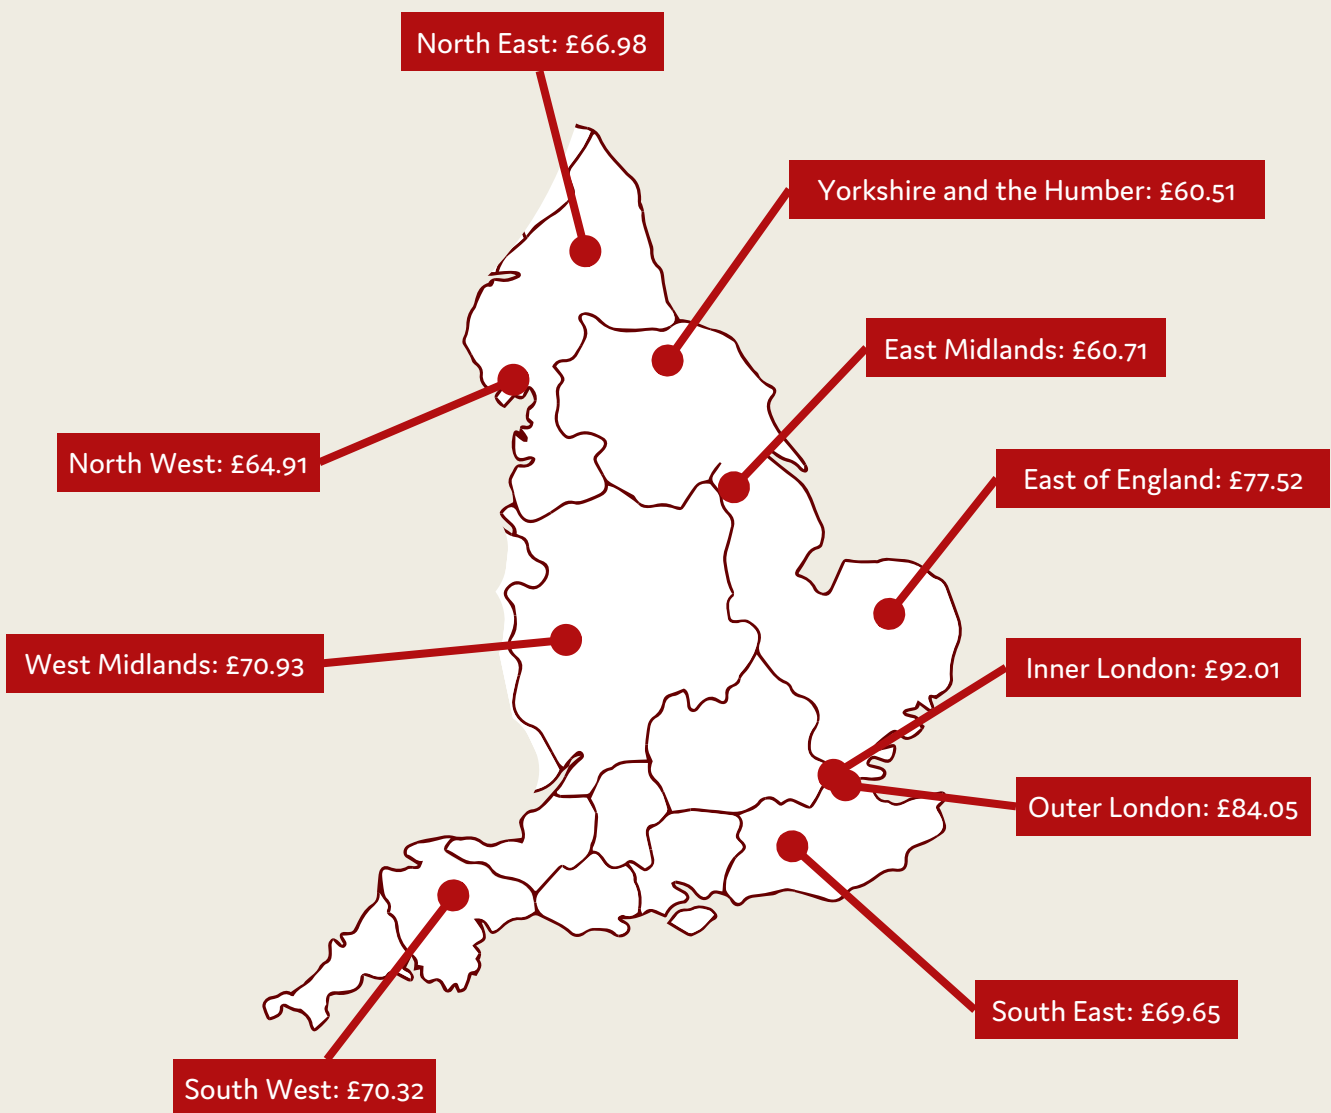 North East: £66.98
Yorkshire and the Humber: £60.51
East Midlands: £60.71
North West: £64.91
East of England: £77.52
West Midlands: £70.93
Inner London: £92.01
Outer London: £84.05
South East: £69.65
South West: £70.32